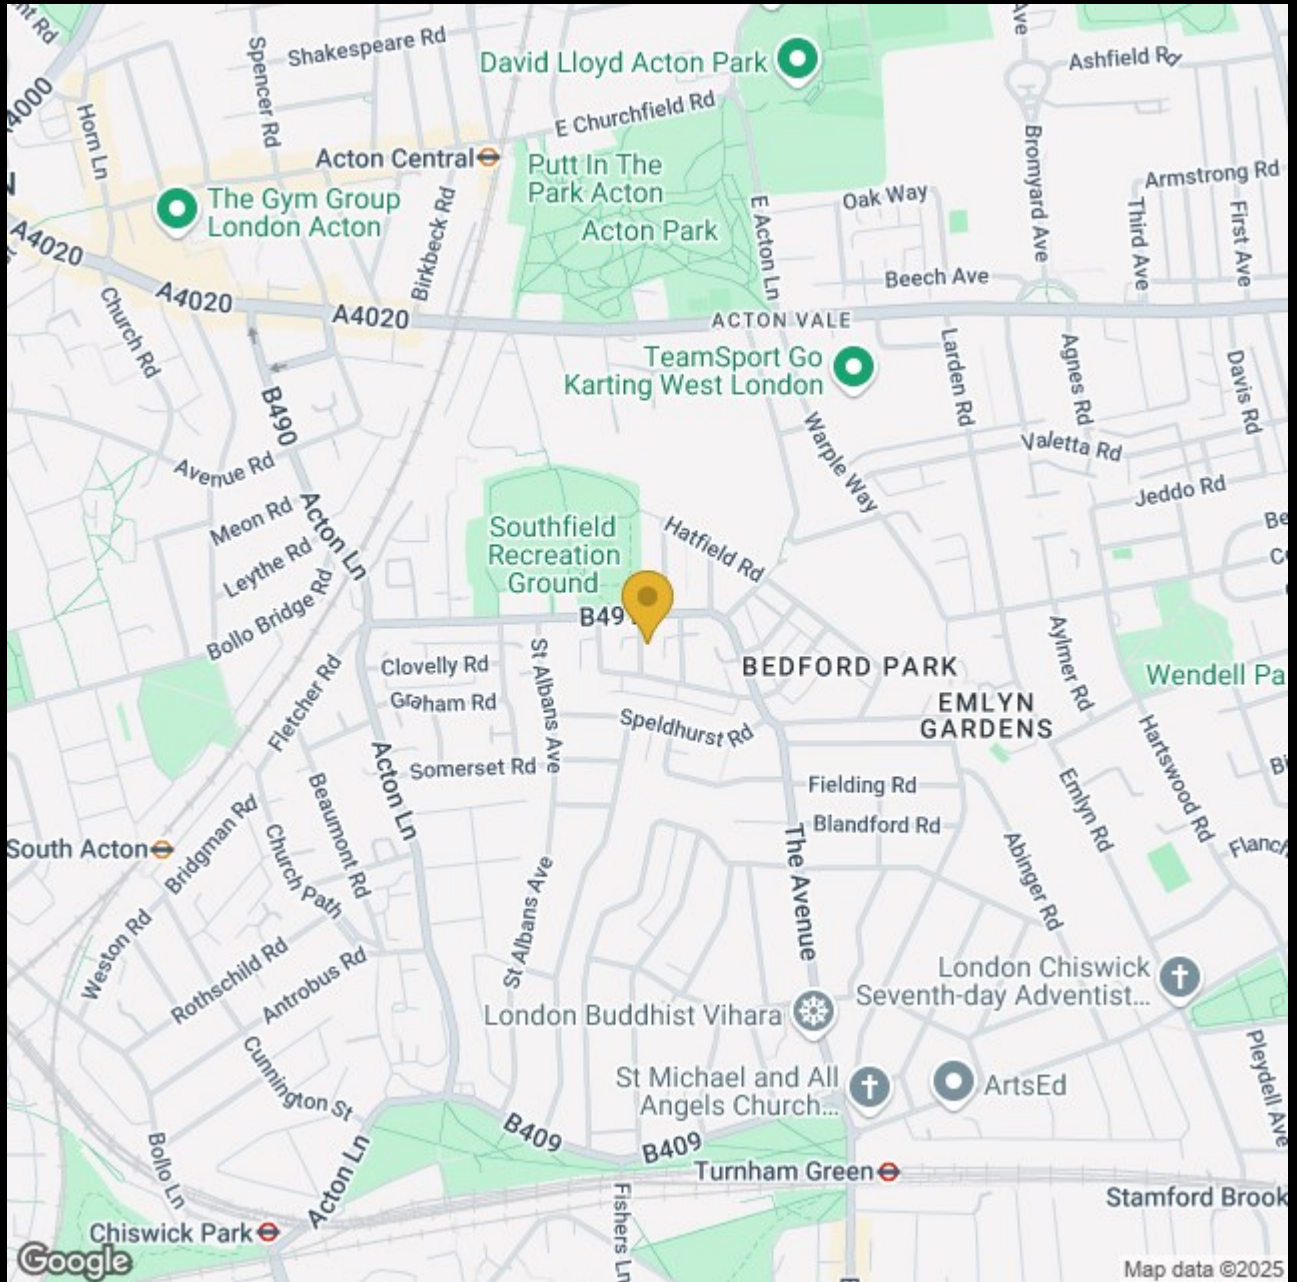 Shakespeare Rd
Spencer Rd
David Lloyd Acton Park
Ave
Ashfield Rd
A4000
Horn Ln
E Churchfield Rd
Acton Central
Putt In The
Park Acton
Bromyard Ave
Armstrong Rd
The Gym Group
London Acton
Birkbeck Rd
Acton Park
E Acton Ln
Oak Way
Third Ave
First Ave
A4020
A4020
A4020
Beech Ave
Church Rd
ACTON VALE
TeamSport Go
Karting West London
Larden Rd
Agnes Rd
Davis Rd
B490
Avenue Rd
Warple Way
Valetta Rd
Jeddo Rd
Meon Rd
Acton Ln
Southfield
Recreation
Ground
Hatfield Rd
Leythe Rd
Bollo Bridge Rd
B49
Clovelly Rd
St Albans Ave
BEDFORD PARK
Aylmer Rd
Wendell Pa
Fletcher Rd
Graham Rd
EMLYN
GARDENS
Speldhurst Rd
Hartswood Rd
Acton Ln
Somerset Rd
Fielding Rd
Emlyn Rd
Beaumont Rd
Blandford Rd
South Acton
Bridgman Rd
Church Path
The Avenue
Abinger Rd
Flanch
St Albans Ave
Weston Rd
Rothschild Rd
Antrobus Rd
London Chiswick
Seventh-day Adventist...
London Buddhist Vihara
Cunnington St
St Michael and All
Angels Church...
ArtsEd
Pleydell Ave
Bollo Ln
Acton Ln
B409
B409
Turnham Green
Stamford Brook
Chiswick Park
Fishers Ln
Google
Map data ©2025